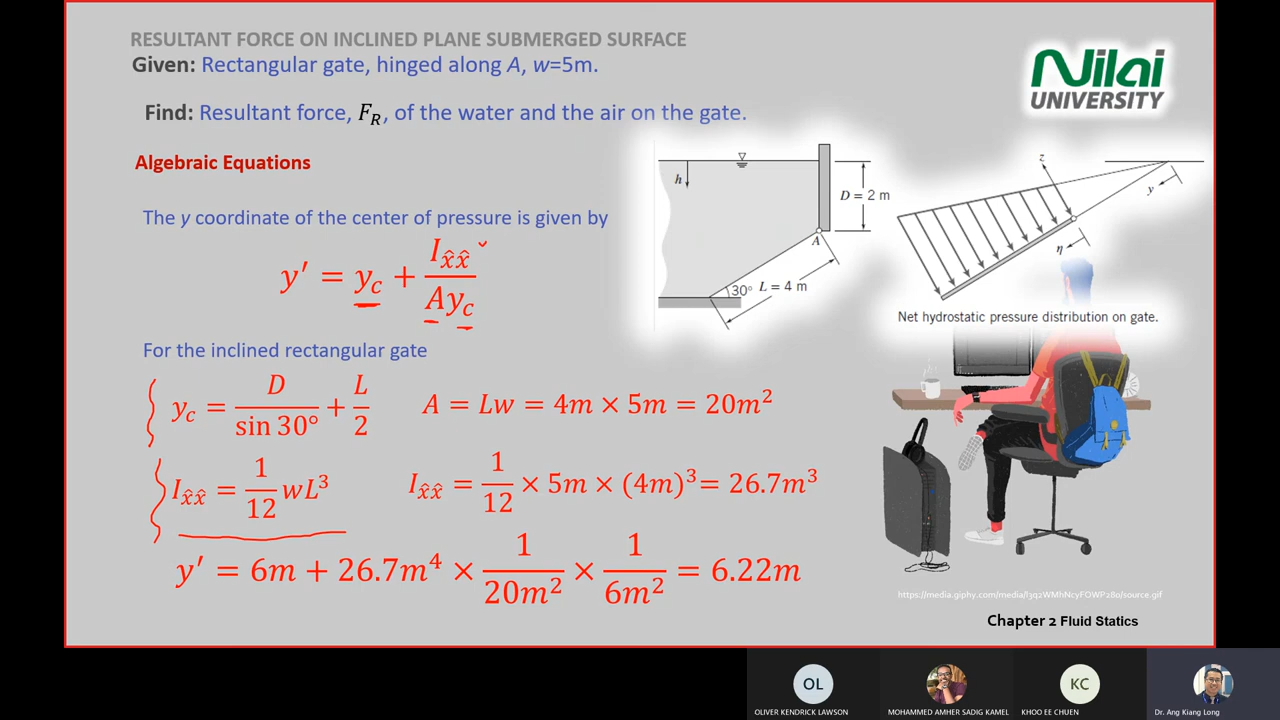 RESULTANT FORCE ON INCLINED PLANE SUBMERGED SURFACE
Given: Rectangular gate, hinged along A, w=5m.
Find: Resultant force, F_R, of the water and the air on the gate.
Nilai
UNIVERSITY
Algebraic Equations
The y coordinate of the center of pressure is given by
y′ = y_c + I_x̂x̂ / (A y_c)
h
D = 2 m
A
30° L = 4 m
z
y
η
Net hydrostatic pressure distribution on gate.
For the inclined rectangular gate
y_c = D / sin 30° + L / 2
A = Lw = 4m × 5m = 20m²
I_x̂x̂ = 1/12 wL³
I_x̂x̂ = 1/12 × 5m × (4m)³= 26.7m³
y′ = 6m + 26.7m⁴ × 1/20m² × 1/6m² = 6.22m
https://media.giphy.com/media/l3q2WMhNcyFOWP280/source.gif
Chapter 2 Fluid Statics
OL
KC
OLIVER KENDRICK LAWSON
MOHAMMED AMHER SADIG KAMEL
KHOO EE CHUEN
Dr. Ang Kiang Long